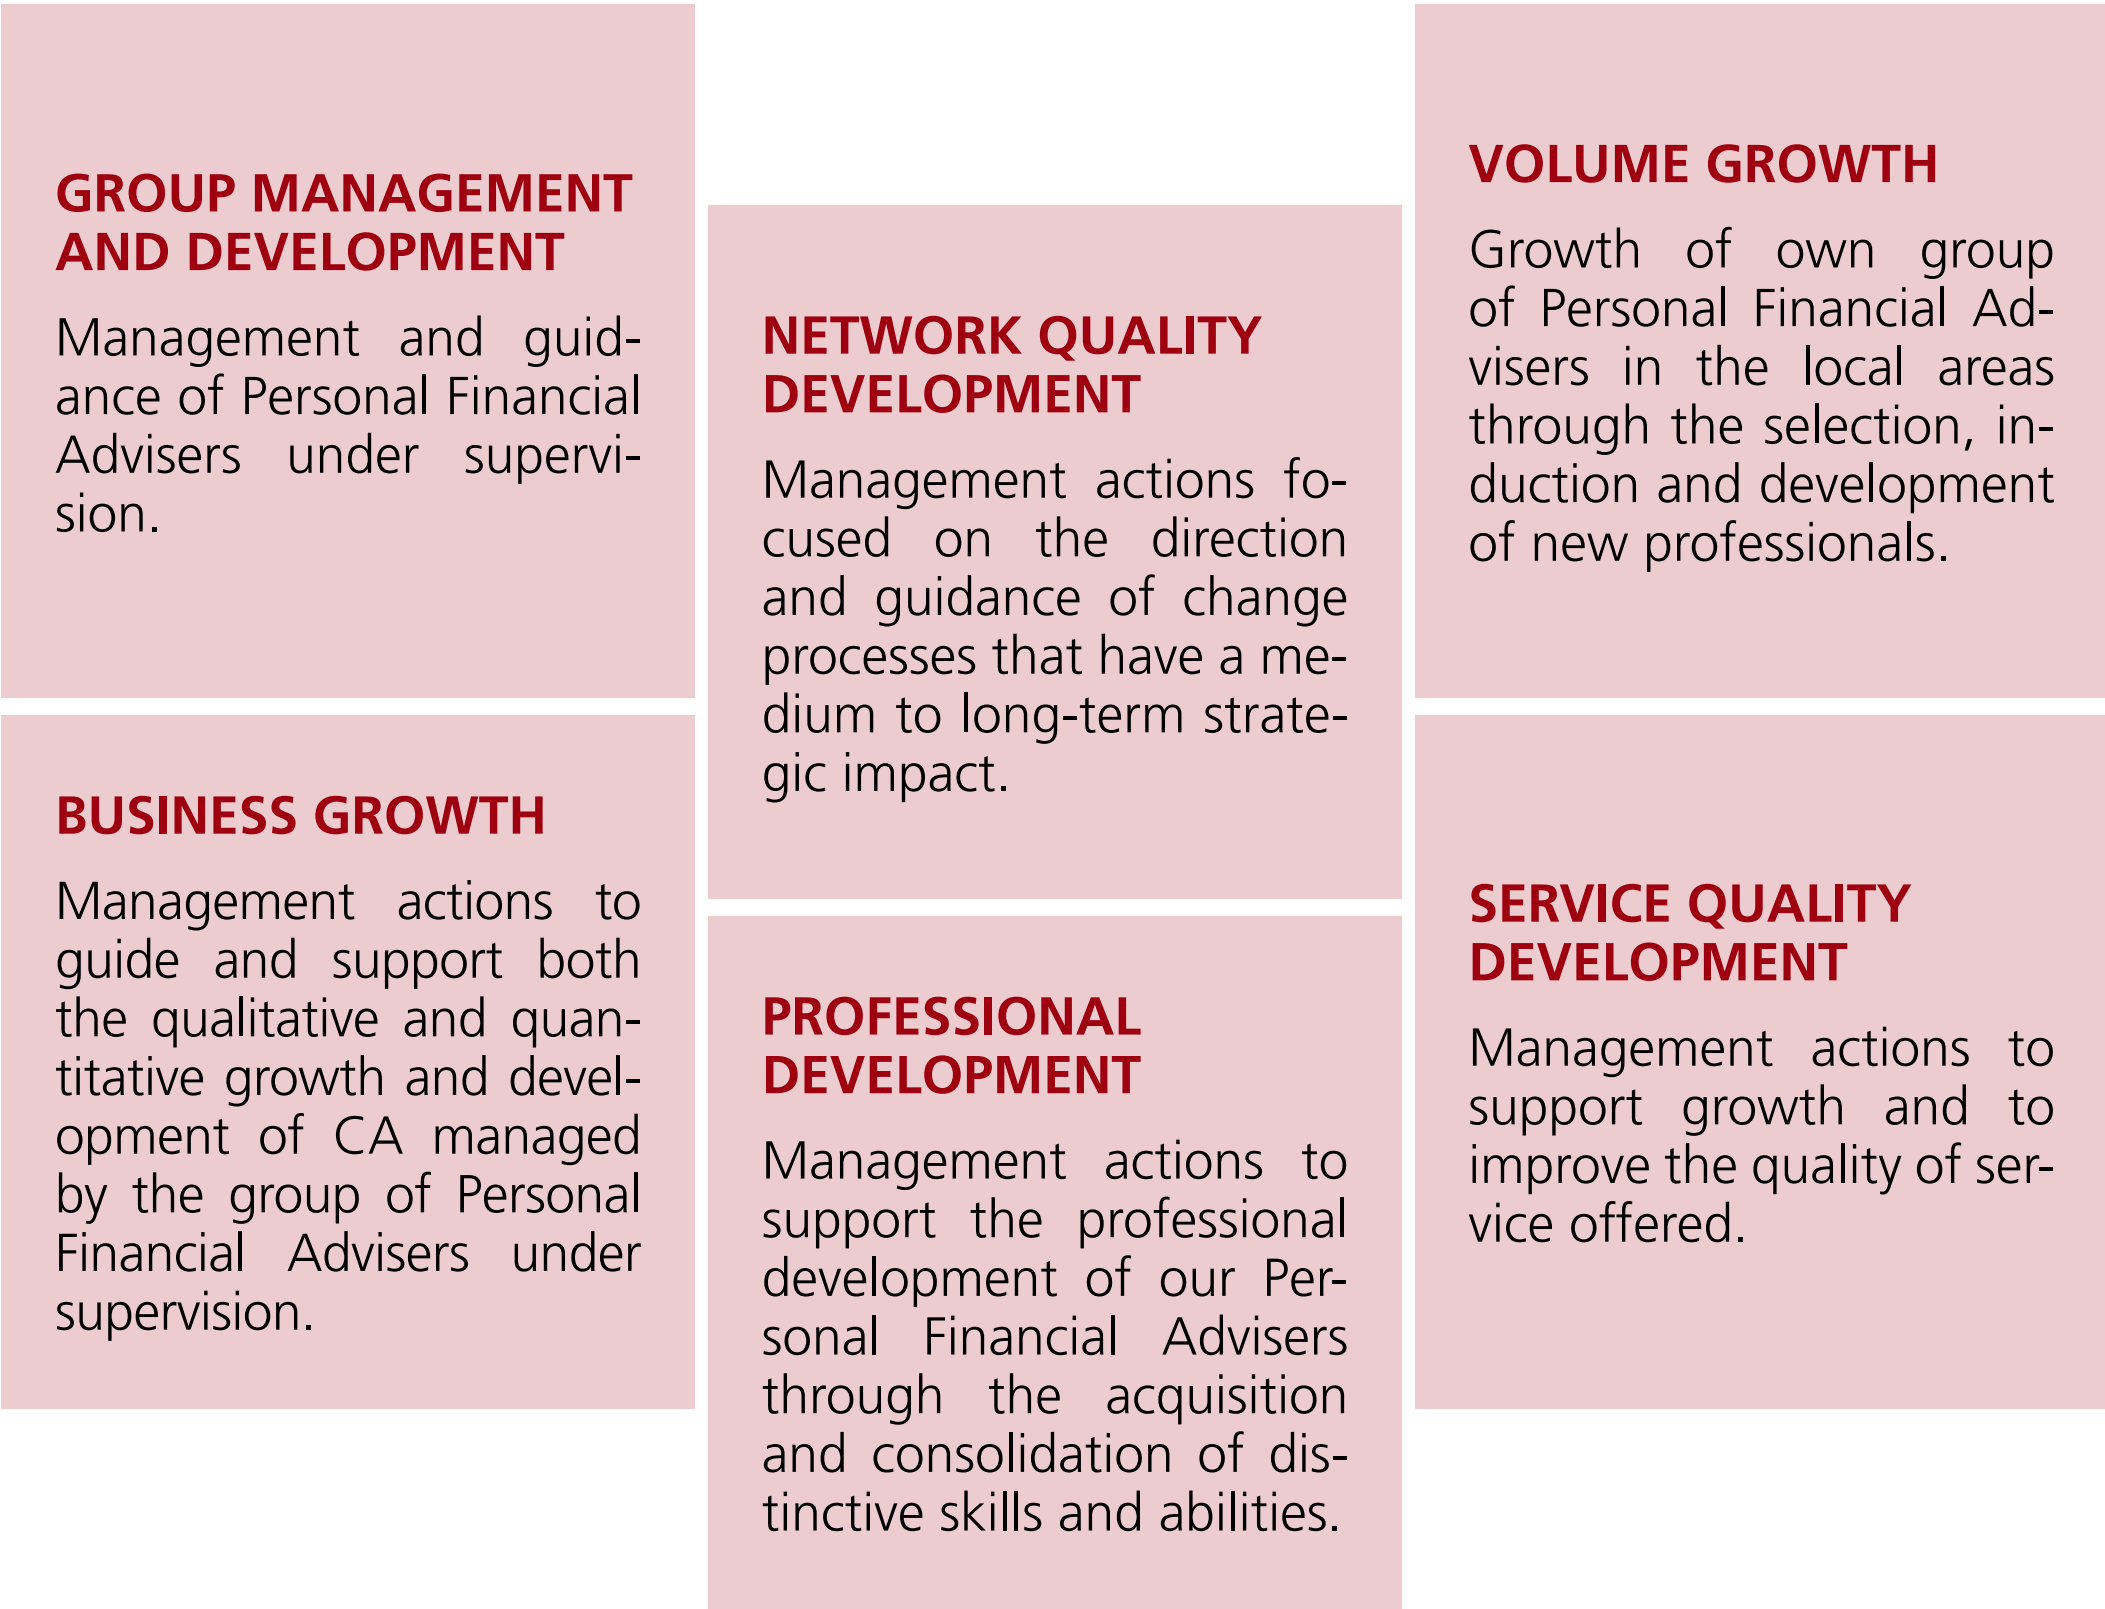 GROUP MANAGEMENT
AND DEVELOPMENT
Management and guid-
ance of Personal Financial
Advisers under supervi-
sion.
BUSINESS GROWTH
Management actions to
guide and support both
the qualitative and quan-
titative growth and devel-
opment of CA managed
by the group of Personal
Financial Advisers under
supervision.
NETWORK QUALITY
DEVELOPMENT
Management actions fo-
cused on the direction
and guidance of change
processes that have a me-
dium to long-term strate-
gic impact.
PROFESSIONAL
DEVELOPMENT
Management actions to
support the professional
development of our Per-
sonal Financial Advisers
through the acquisition
and consolidation of dis-
tinctive skills and abilities.
VOLUME GROWTH
Growth of own group
of Personal Financial Ad-
visers in the local areas
through the selection, in-
duction and development
of new professionals.
SERVICE QUALITY
DEVELOPMENT
Management actions to
support growth and to
improve the quality of ser-
vice offered.